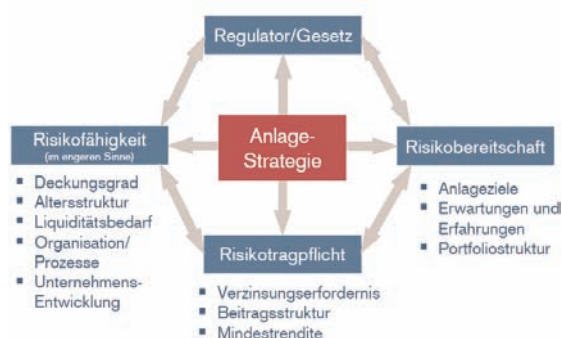 Regulator/Gesetz
Risikofähigkeit
(im engeren Sinne)
Anlage-
Strategie
Risikobereitschaft
Deckungsgrad
Altersstruktur
Liquiditätsbedarf
Organisation/
Prozesse
Unternehmens-
Entwicklung
Anlageziele
Erwartungen und
Erfahrungen
Portfoliostruktur
Risikotragpflicht
Verzinsungserfordernis
Beitragsstruktur
Mindestrendite